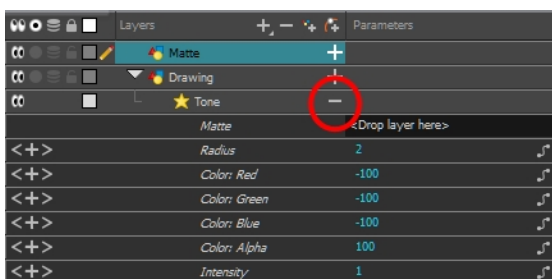 Layers Parameters
Matte
Drawing
Tone
Matte <Drop layer here>
Radius 2
Color: Red -100
Color: Green -100
Color: Blue -100
Color: Alpha 100
Intensity 1